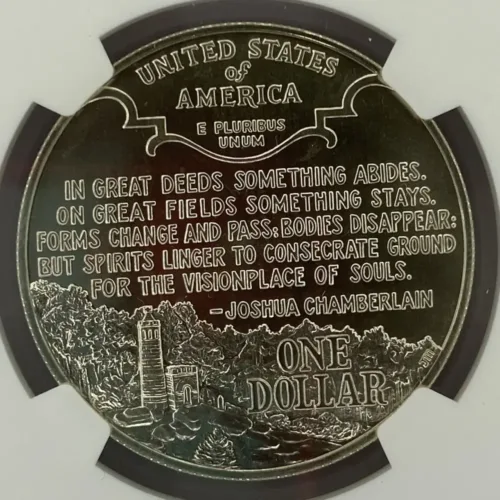 UNITED STATES
of
AMERICA
E PLURIBUS
UNUM
IN GREAT DEEDS SOMETHING ABIDES.
ON GREAT FIELDS SOMETHING STAYS.
FORMS CHANGE AND PASS; BODIES DISAPPEAR;
BUT SPIRITS LINGER TO CONSECRATE GROUND
FOR THE VISIONPLACE OF SOULS.
-JOSHUA CHAMBERLAIN
ONE
DOLLAR